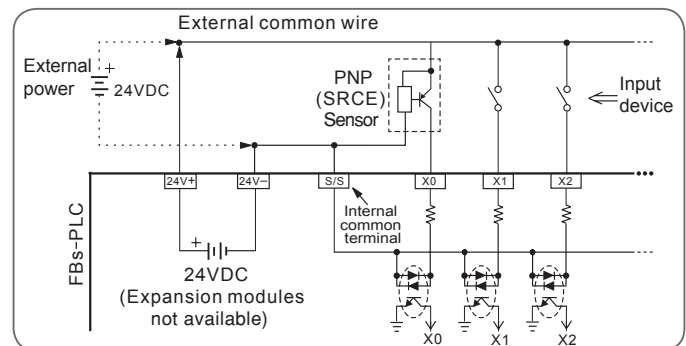 External common wire
External
power
+
24VDC
PNP
(SRCE)
Sensor
Input
device
24V+
24V−
S/S
X0
X1
X2
Internal
common
terminal
FBs-PLC
+
24VDC
(Expansion modules
not available)
X0
X1
X2